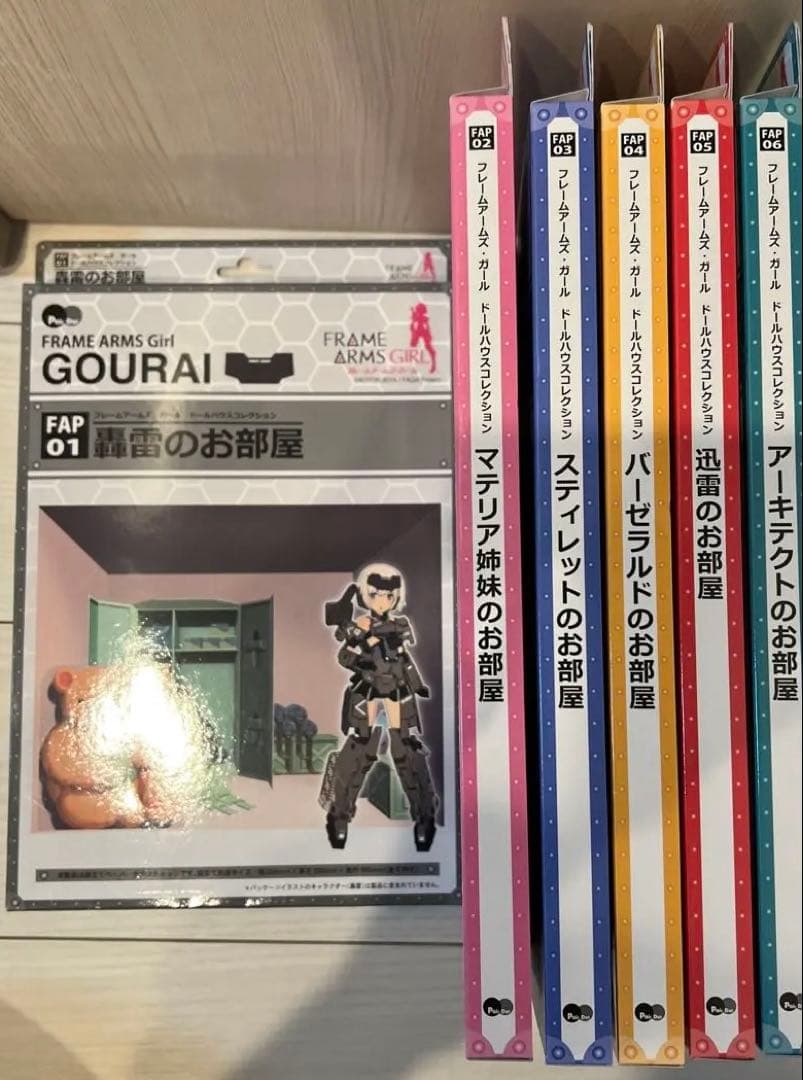 FAP
01
轟雷のお部屋
Pair Dot
FRAME ARMS Girl
GOURAI
FRAME
ARMS GIRL
フレームアームズ・ガール ドールハウスコレクション
FAP
01
轟雷のお部屋
FAP
02
フレームアームズ・ガール ドールハウスコレクション
マテリア姉妹のお部屋
FAP
03
フレームアームズ・ガール ドールハウスコレクション
スティレットのお部屋
FAP
04
フレームアームズ・ガール ドールハウスコレクション
バーゼラルドのお部屋
FAP
05
フレームアームズ・ガール ドールハウスコレクション
迅雷のお部屋
FAP
06
フレームアームズ・ガール ドールハウスコレクション
アーキテクトのお部屋